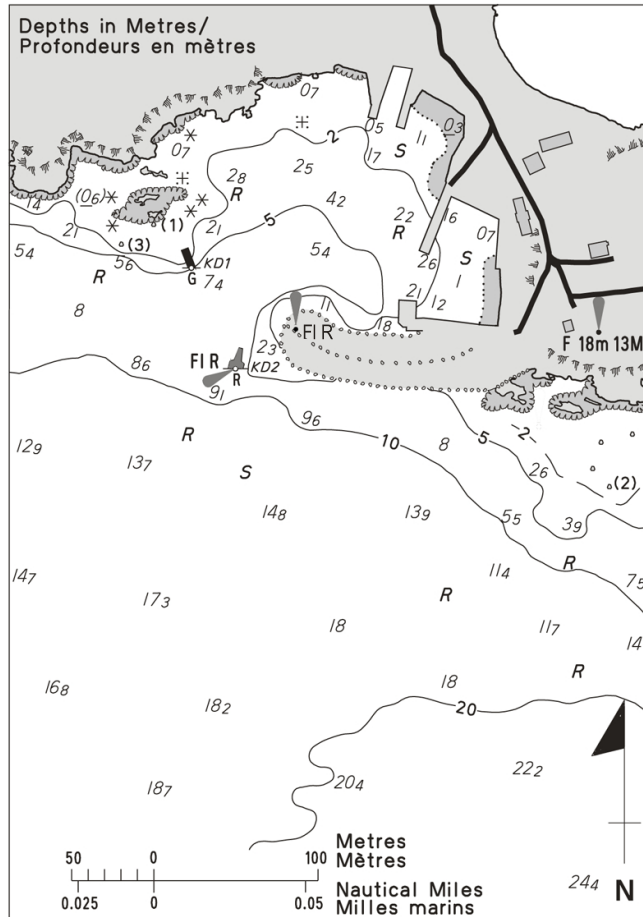 Depths in Metres/
Profondeurs en mètres
0₇
0₅ 1₁ 0̲₃
2
0₇ 1₇ S
2₈ 2₅
R 4₂
1₄ (0̲₆) 2₂ 1₆
(1) 5 R 0₇
2₁ 2₁
(3) 5₄ 2₆ S
5₄ 5₆ KD1
R G 7₄ 2₁ 1₂ 1
8 1₁
Fl R 1₈
2₃ F 18m 13M
8₆ Fl R KD2
R
9₁
9₆ 2
R 10 8 5
12₉ 13₇ S 2₆ (2)
14₈ 13₉ 5₅ 3₉
14₇ 11₄ R 7₅
17₃ R
18 11₇ 14
R
16₈ 18
18₂ 20
22₂
18₇ 20₄
Metres
Mètres
50 0 100
Nautical Miles
Milles marins
0.025 0 0.05
24₄ N